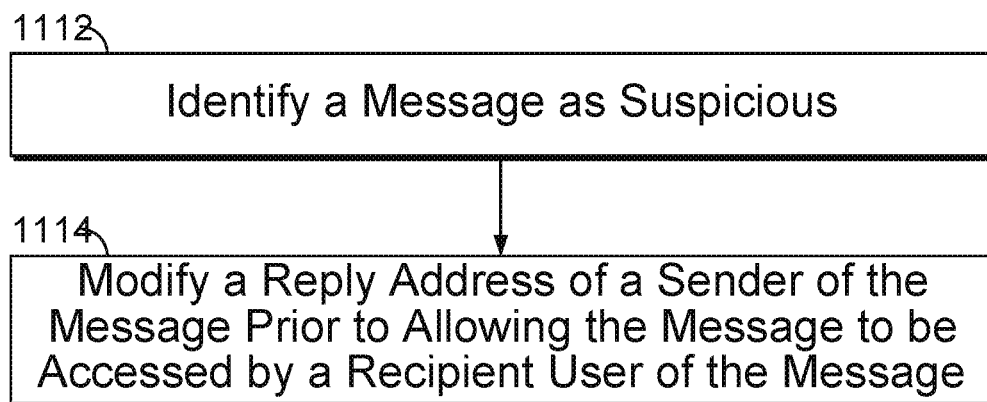 1112
Identify a Message as Suspicious
1114
Modify a Reply Address of a Sender of the
Message Prior to Allowing the Message to be
Accessed by a Recipient User of the Message